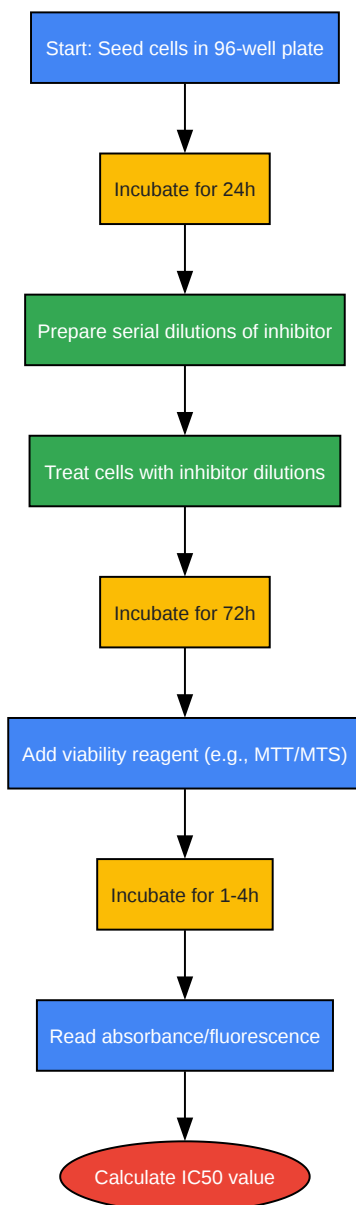 Start: Seed cells in 96-well plate
Incubate for 24h
Prepare serial dilutions of inhibitor
Treat cells with inhibitor dilutions
Incubate for 72h
Add viability reagent (e.g., MTT/MTS)
Incubate for 1-4h
Read absorbance/fluorescence
Calculate IC50 value